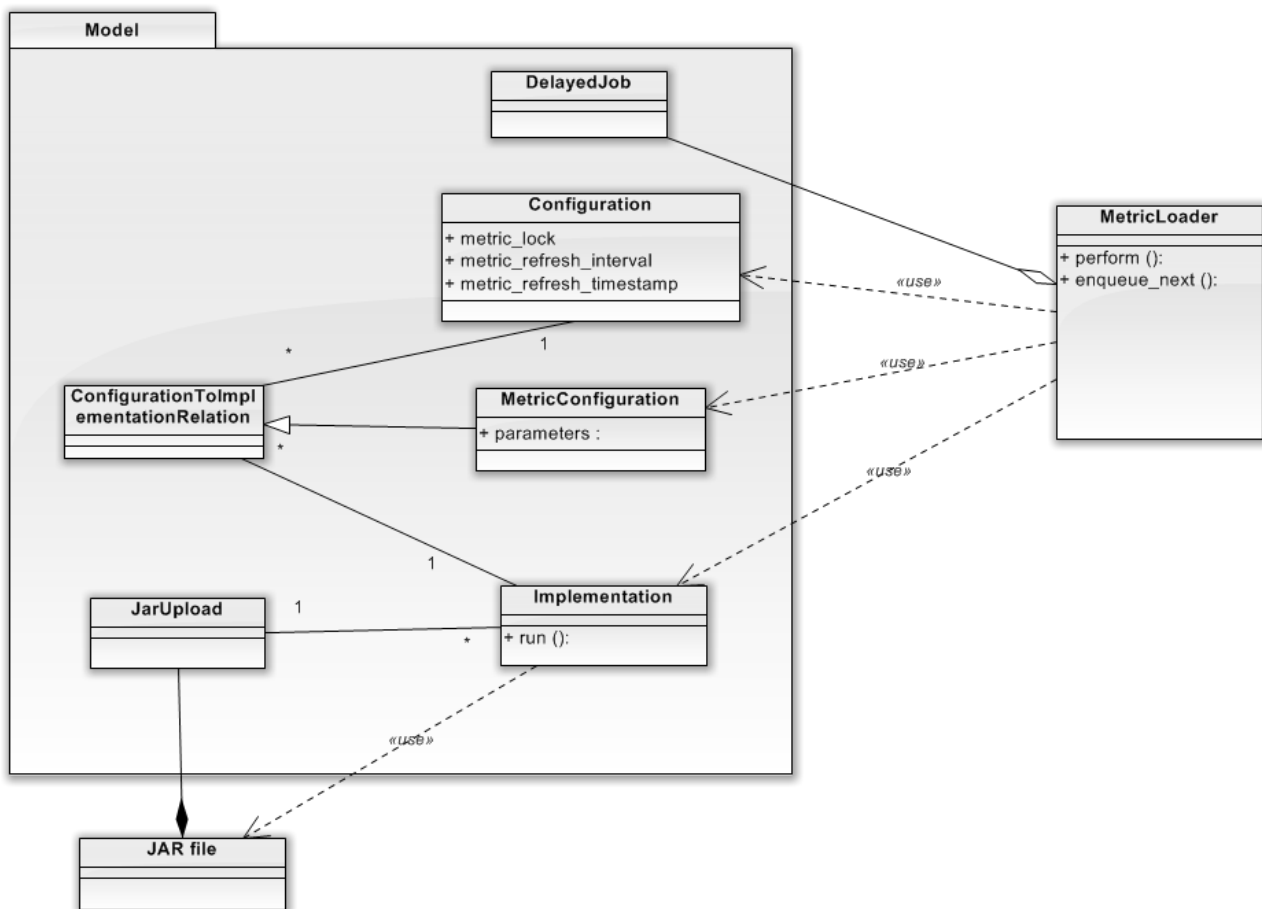 Model
DelayedJob
Configuration
+ metric_lock
+ metric_refresh_interval
+ metric_refresh_timestamp
MetricLoader
+ perform ():
+ enqueue_next ():
«use»
*
1
«use»
ConfigurationToImpl
ementationRelation
MetricConfiguration
+ parameters :
*
«use»
1
JarUpload
1
*
Implementation
+ run ():
«use»
JAR file